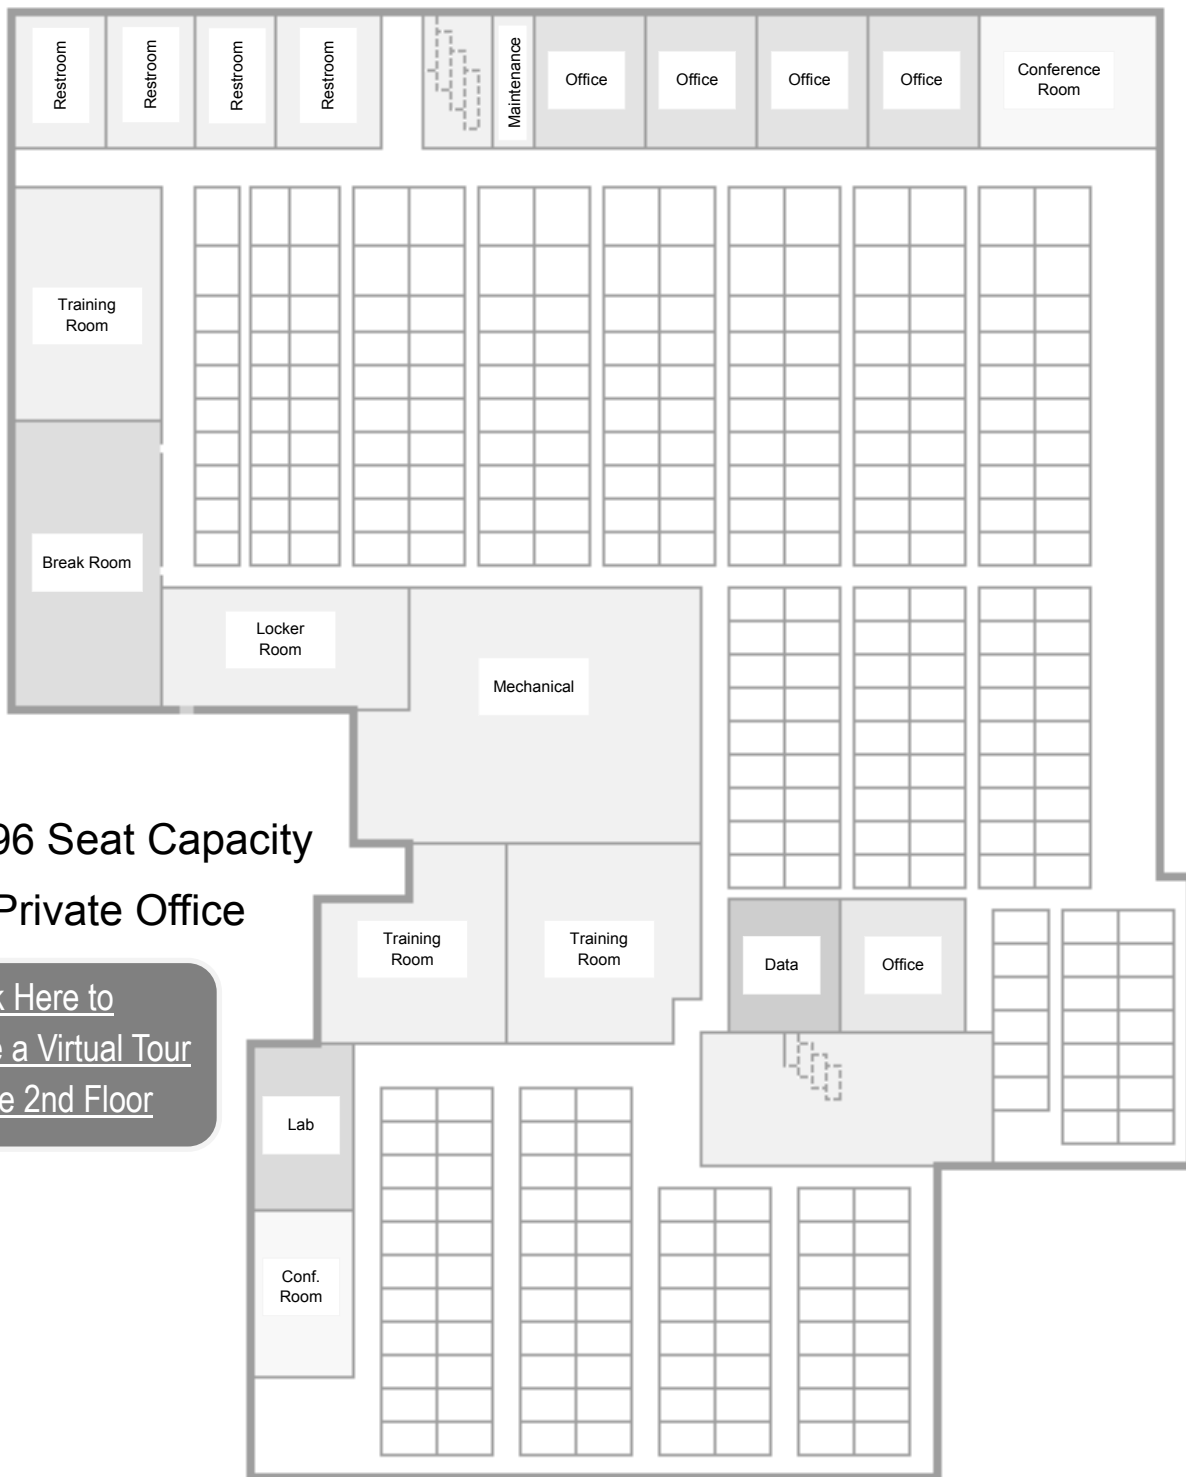 Restroom
Restroom
Restroom
Restroom
Maintenance
Office
Office
Office
Office
Conference
Room
Training
Room
Break Room
Locker
Room
Mechanical
96 Seat Capacity
Private Office
Training
Room
Training
Room
Data
Office
Here to
a Virtual Tour
2nd Floor
Lab
Conf.
Room